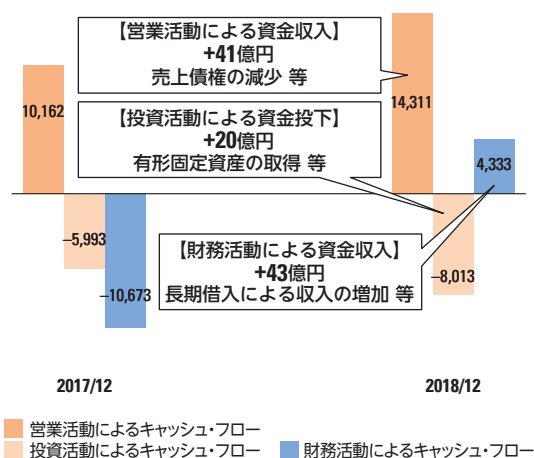 【営業活動による資金収入】
+41億円
売上債権の減少 等
10,162
14,311
【投資活動による資金投下】
+20億円
有形固定資産の取得 等
4,333
–5,993
【財務活動による資金収入】
+43億円
長期借入による収入の増加 等
–8,013
–10,673
2017/12
2018/12
営業活動によるキャッシュ・フロー
投資活動によるキャッシュ・フロー
財務活動によるキャッシュ・フロー